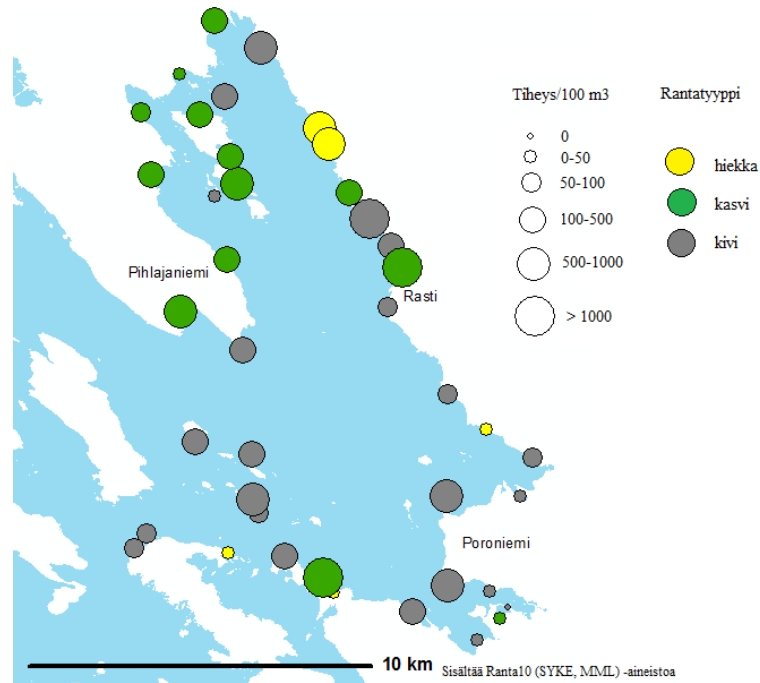 Tiheys/100 m3
0
0-50
50-100
100-500
500-1000
> 1000
Rantatyyppi
hiekka
kasvi
kivi
Pihlajaniemi
Rasti
Poroniemi
10 km
Sisältää Ranta10 (SYKE, MML) -aineistoa